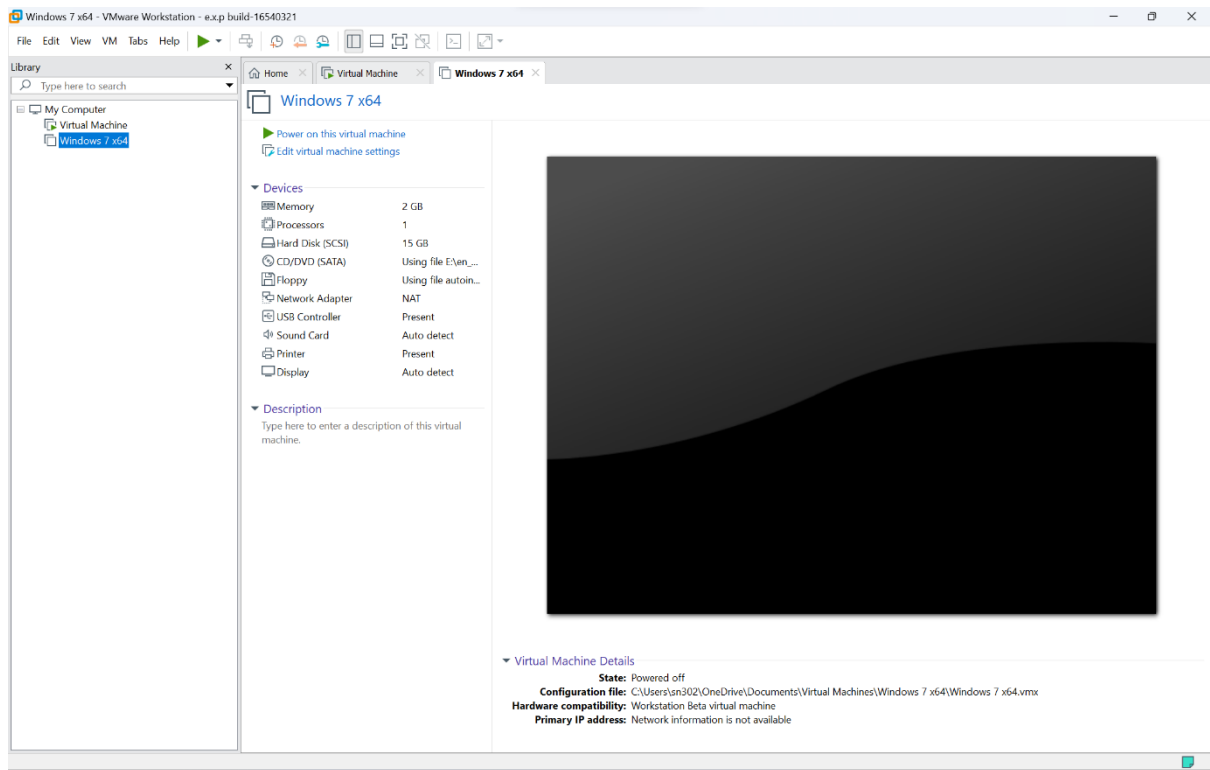 Windows 7 x64 - VMware Workstation - e.x.p build-16540321
File Edit View VM Tabs Help
Library
Type here to search
My Computer
Virtual Machine
Windows 7 x64
Home Virtual Machine Windows 7 x64
Windows 7 x64
Power on this virtual machine
Edit virtual machine settings
Devices
Memory 2 GB
Processors 1
Hard Disk (SCSI) 15 GB
CD/DVD (SATA) Using file E:\en_...
Floppy Using file autoin...
Network Adapter NAT
USB Controller Present
Sound Card Auto detect
Printer Present
Display Auto detect
Description
Type here to enter a description of this virtual
machine.
Virtual Machine Details
State: Powered off
Configuration file: C:\Users\sn302\OneDrive\Documents\Virtual Machines\Windows 7 x64\Windows 7 x64.vmx
Hardware compatibility: Workstation Beta virtual machine
Primary IP address: Network information is not available